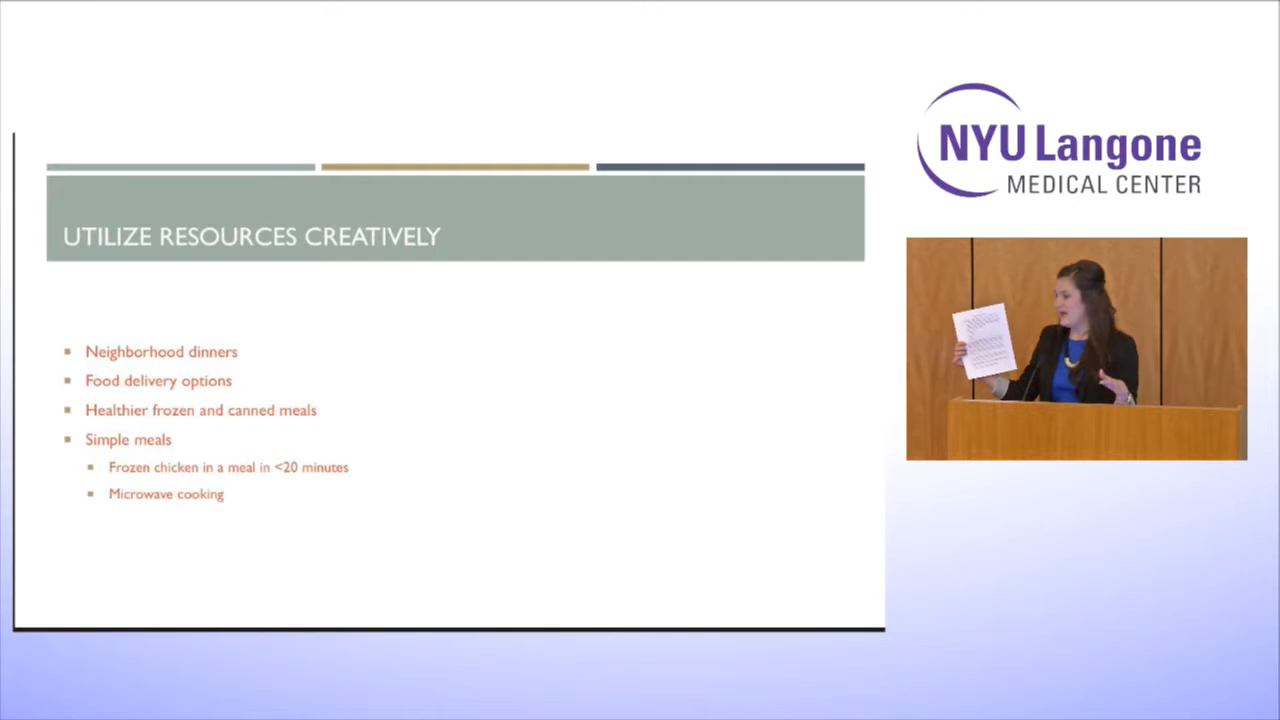 UTILIZE RESOURCES CREATIVELY
Neighborhood dinners
Food delivery options
Healthier frozen and canned meals
Simple meals
Frozen chicken in a meal in <20 minutes
Microwave cooking
NYU Langone
MEDICAL CENTER